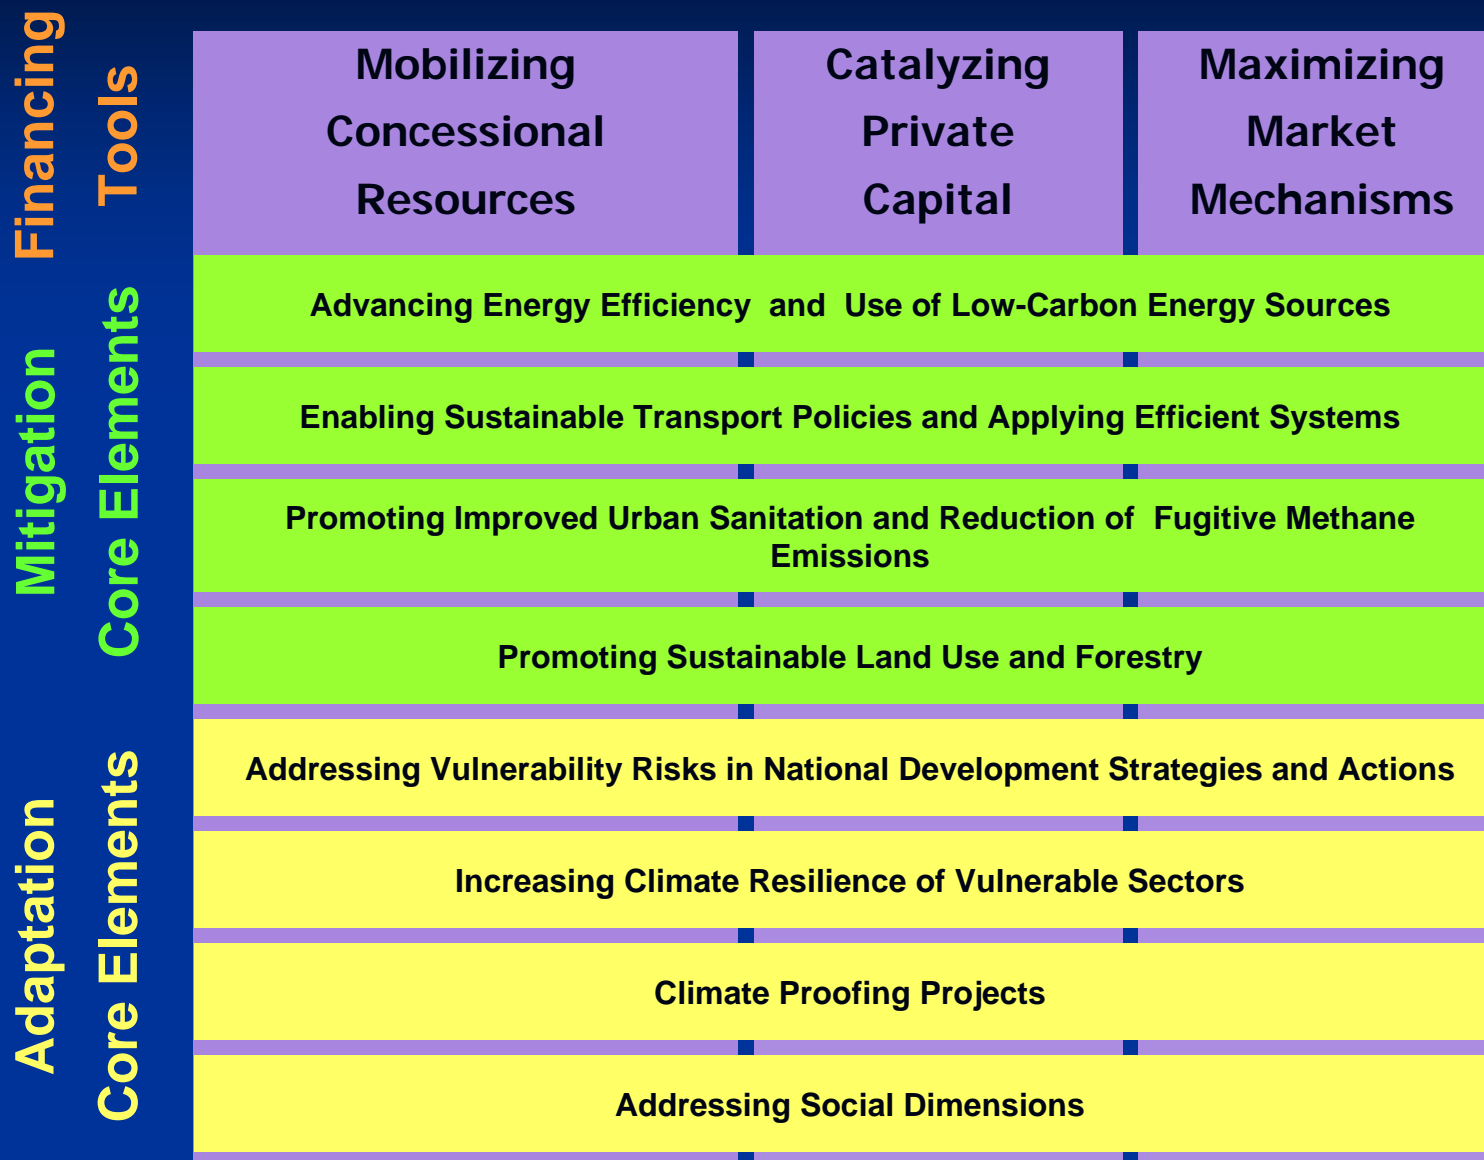 Financing
Tools
Mobilizing
Concessional
Resources
Catalyzing
Private
Capital
Maximizing
Market
Mechanisms
Mitigation
Core Elements
Advancing Energy Efficiency and Use of Low-Carbon Energy Sources
Enabling Sustainable Transport Policies and Applying Efficient Systems
Promoting Improved Urban Sanitation and Reduction of Fugitive Methane
Emissions
Promoting Sustainable Land Use and Forestry
Adaptation
Core Elements
Addressing Vulnerability Risks in National Development Strategies and Actions
Increasing Climate Resilience of Vulnerable Sectors
Climate Proofing Projects
Addressing Social Dimensions